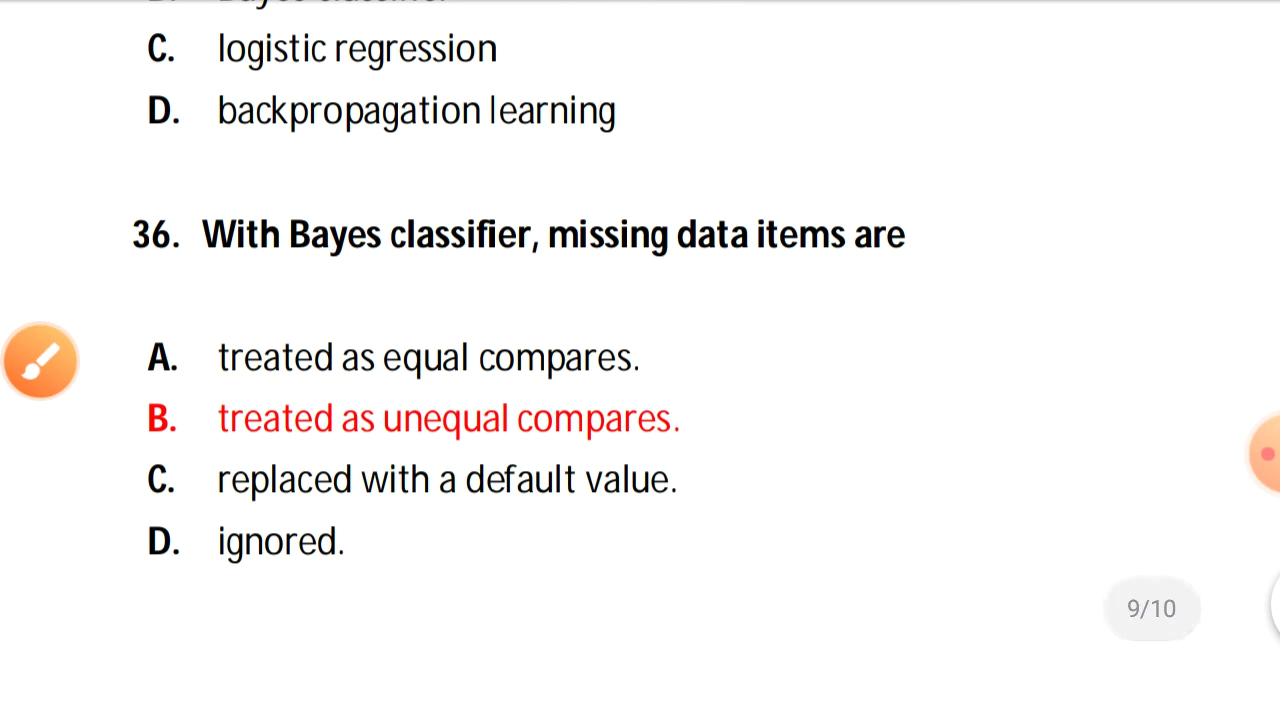 C. logistic regression
D. backpropagation learning
36. With Bayes classifier, missing data items are
A. treated as equal compares.
B. treated as unequal compares.
C. replaced with a default value.
D. ignored.
9/10